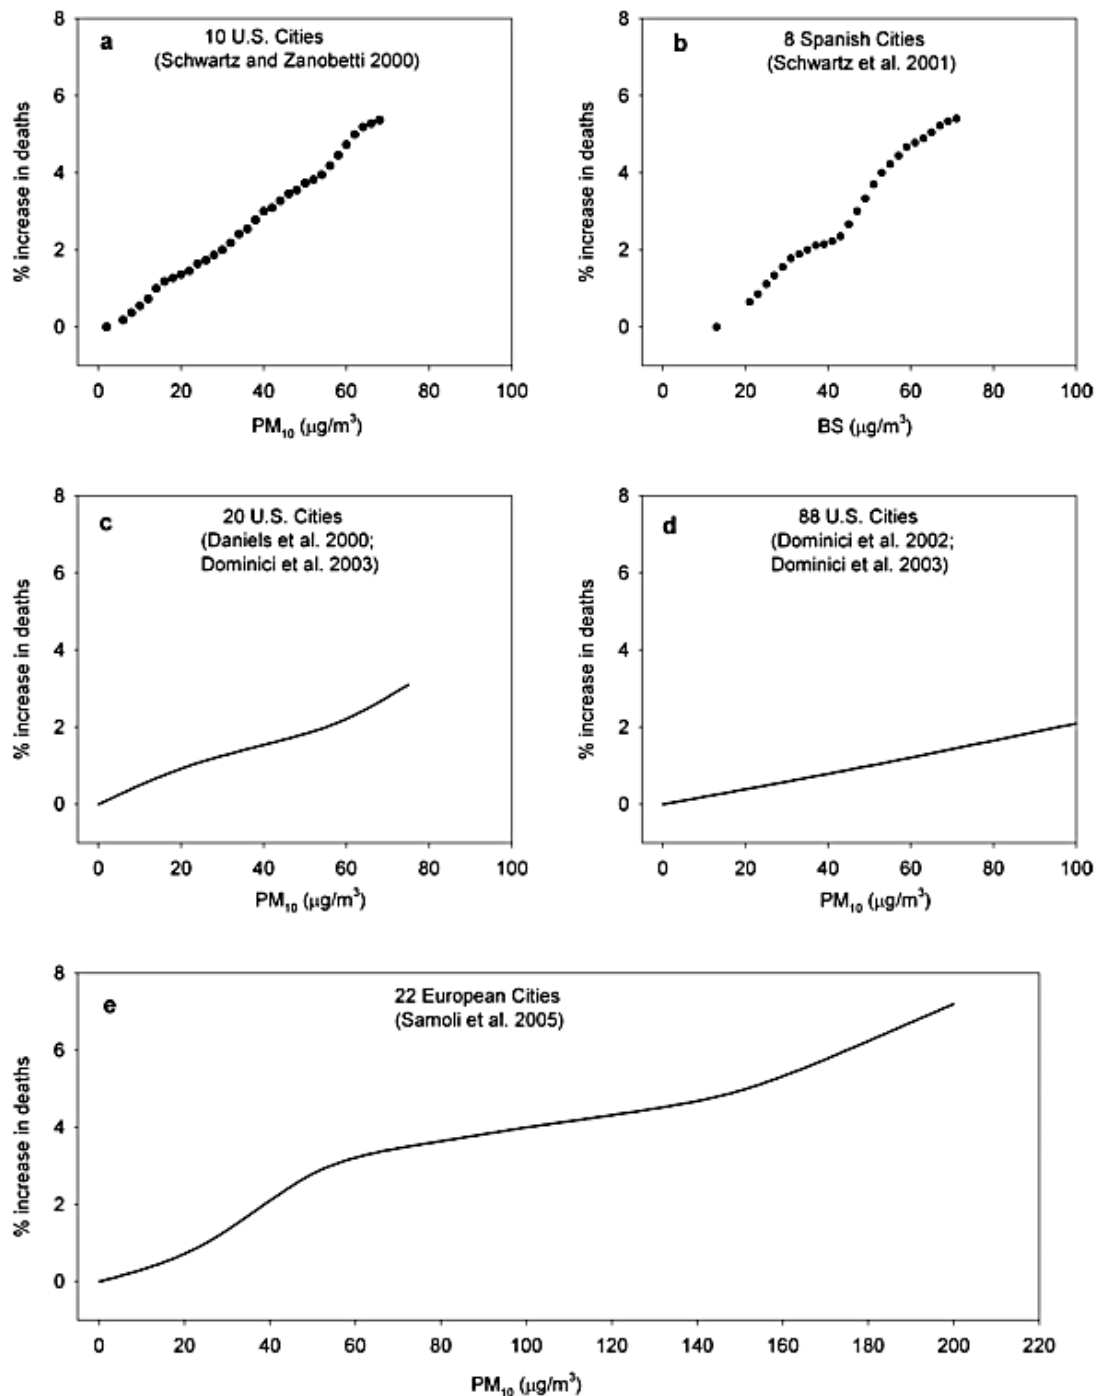 a
10 U.S. Cities
(Schwartz and Zanobetti 2000)
% increase in deaths
8
6
4
2
0
0 20 40 60 80 100
PM₁₀ (μg/m³)
b
8 Spanish Cities
(Schwartz et al. 2001)
% increase in deaths
8
6
4
2
0
0 20 40 60 80 100
BS (μg/m³)
c
20 U.S. Cities
(Daniels et al. 2000;
Dominici et al. 2003)
% increase in deaths
8
6
4
2
0
0 20 40 60 80 100
PM₁₀ (μg/m³)
d
88 U.S. Cities
(Dominici et al. 2002;
Dominici et al. 2003)
% increase in deaths
8
6
4
2
0
0 20 40 60 80 100
PM₁₀ (μg/m³)
e
22 European Cities
(Samoli et al. 2005)
% increase in deaths
8
6
4
2
0
0 20 40 60 80 100 120 140 160 180 200 220
PM₁₀ (μg/m³)